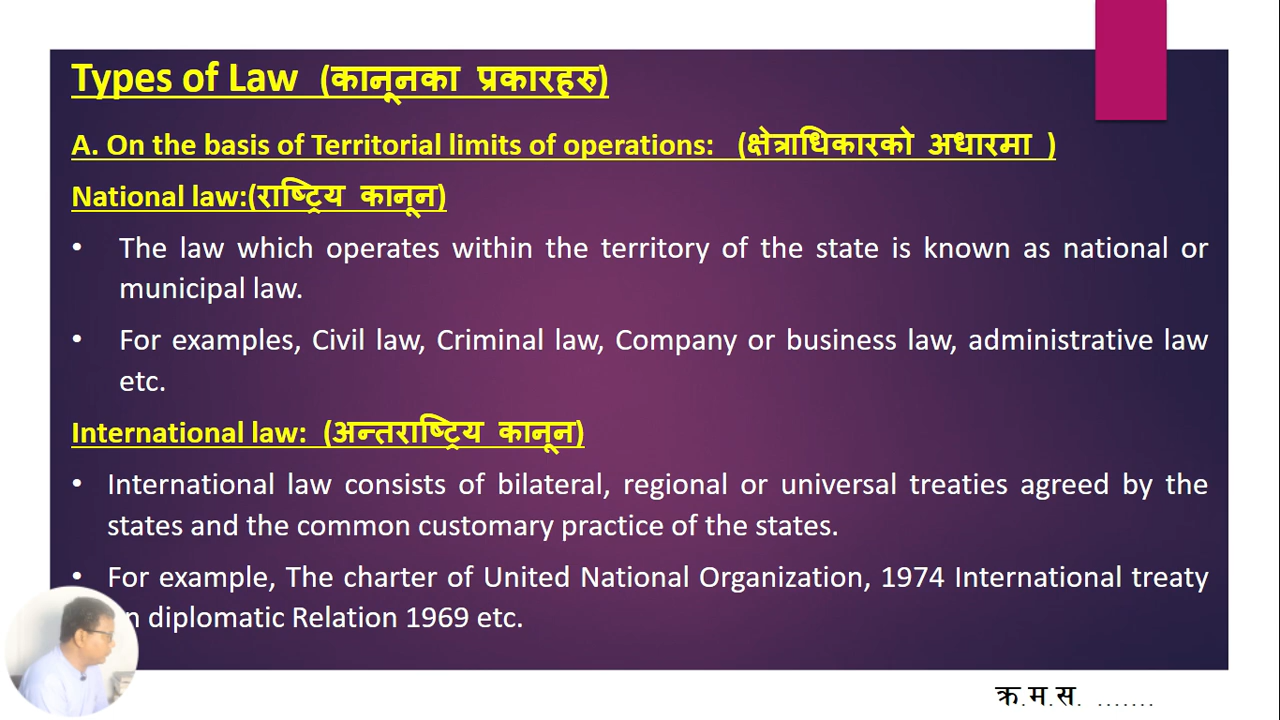 Types of Law (कानूनका प्रकारहरु)
A. On the basis of Territorial limits of operations: (क्षेत्राधिकारको अधारमा )
National law:(राष्ट्रिय कानून)
• The law which operates within the territory of the state is known as national or
municipal law.
• For examples, Civil law, Criminal law, Company or business law, administrative law
etc.
International law: (अन्तराष्ट्रिय कानून)
• International law consists of bilateral, regional or universal treaties agreed by the
states and the common customary practice of the states.
• For example, The charter of United National Organization, 1974 International treaty
diplomatic Relation 1969 etc.
क्र.म.स. .......